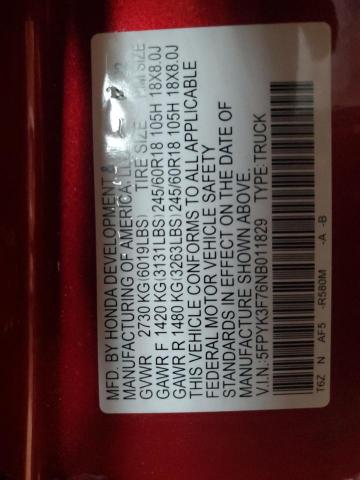 MFD. BY HONDA DEVELOPMENT &
MANUFACTURING OF AMERICA, LLC
GVWR 2730 KG(6019LBS) TIRE SIZE RIM SIZE
GAWR F 1420 KG(3131LBS)245/60R18 105H 18X8.0J
GAWR R 1480 KG(3263LBS)245/60R18 105H 18X8.0J
THIS VEHICLE CONFORMS TO ALL APPLICABLE
FEDERAL MOTOR VEHICLE SAFETY
STANDARDS IN EFFECT ON THE DATE OF
MANUFACTURE SHOWN ABOVE.
V.I.N.:5FPYK3F76NB011829 TYPE:TRUCK
T6Z N AF5 -R580M -A -B